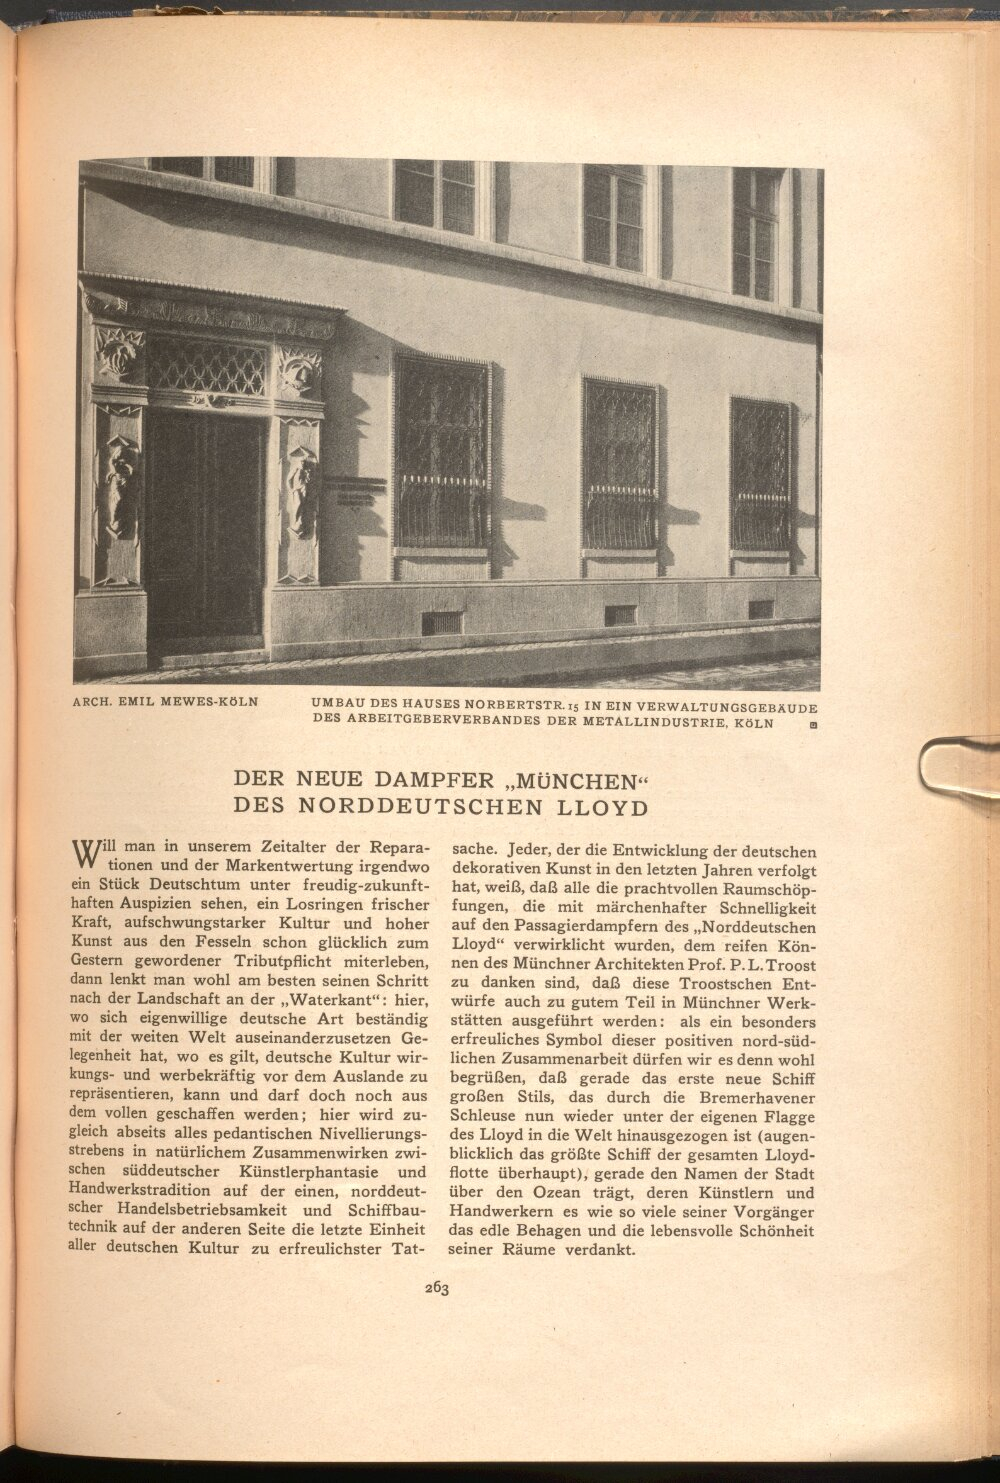 ARCH. EMIL MEWES-KÖLN
UMBAU DES HAUSES NORBERTSTR. 15 IN EIN VERWALTUNGSGEBÄUDE
DES ARBEITGEBERVERBANDES DER METALLINDUSTRIE, KÖLN
DER NEUE DAMPFER „MÜNCHEN“
DES NORDDEUTSCHEN LLOYD
Will man in unserem Zeitalter der Repara-
tionen und der Markentwertung irgendwo
ein Stück Deutschtum unter freudig-zukunft-
haften Auspizien sehen, ein Losringen frischer
Kraft, aufschwungstarker Kultur und hoher
Kunst aus den Fesseln schon glücklich zum
Gestern gewordener Tributpflicht miterleben,
dann lenkt man wohl am besten seinen Schritt
nach der Landschaft an der „Waterkant“: hier,
wo sich eigenwillige deutsche Art beständig
mit der weiten Welt auseinanderzusetzen Ge-
legenheit hat, wo es gilt, deutsche Kultur wir-
kungs- und werbekräftig vor dem Auslande zu
repräsentieren, kann und darf doch noch aus
dem vollen geschaffen werden; hier wird zu-
gleich abseits alles pedantischen Nivellierungs-
strebens in natürlichem Zusammenwirken zwi-
schen süddeutscher Künstlerphantasie und
Handwerkstradition auf der einen, norddeut-
scher Handelsbetriebsamkeit und Schiffbau-
technik auf der anderen Seite die letzte Einheit
aller deutschen Kultur zu erfreulichster Tat-
sache. Jeder, der die Entwicklung der deutschen
dekorativen Kunst in den letzten Jahren verfolgt
hat, weiß, daß alle die prachtvollen Raumschöp-
fungen, die mit märchenhafter Schnelligkeit
auf den Passagierdampfern des „Norddeutschen
Lloyd“ verwirklicht wurden, dem reifen Kön-
nen des Münchner Architekten Prof. P. L. Troost
zu danken sind, daß diese Troostschen Ent-
würfe auch zu gutem Teil in Münchner Werk-
stätten ausgeführt werden: als ein besonders
erfreuliches Symbol dieser positiven nord-süd-
lichen Zusammenarbeit dürfen wir es denn wohl
begrüßen, daß gerade das erste neue Schiff
großen Stils, das durch die Bremerhavener
Schleuse nun wieder unter der eigenen Flagge
des Lloyd in die Welt hinausgezogen ist (augen-
blicklich das größte Schiff der gesamten Lloyd-
flotte überhaupt), gerade den Namen der Stadt
über den Ozean trägt, deren Künstlern und
Handwerkern es wie so viele seiner Vorgänger
das edle Behagen und die lebensvolle Schönheit
seiner Räume verdankt.
263